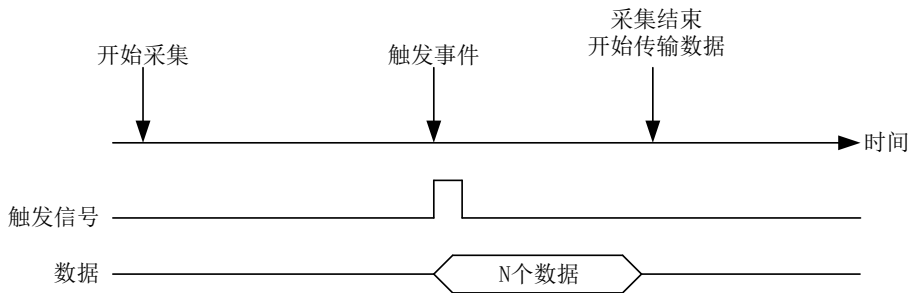 采集结束
开始传输数据
开始采集
触发事件
时间
触发信号
数据
N个数据